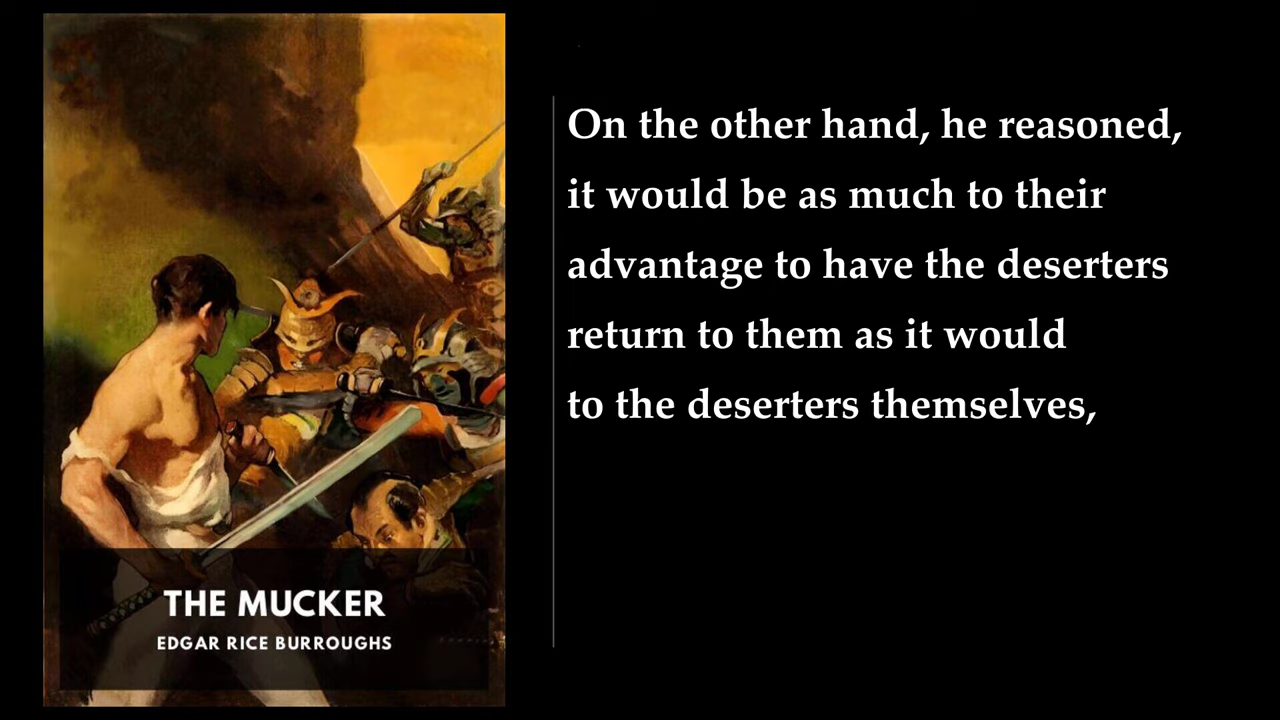 THE MUCKER
EDGAR RICE BURROUGHS
On the other hand, he reasoned,
it would be as much to their
advantage to have the deserters
return to them as it would
to the deserters themselves,